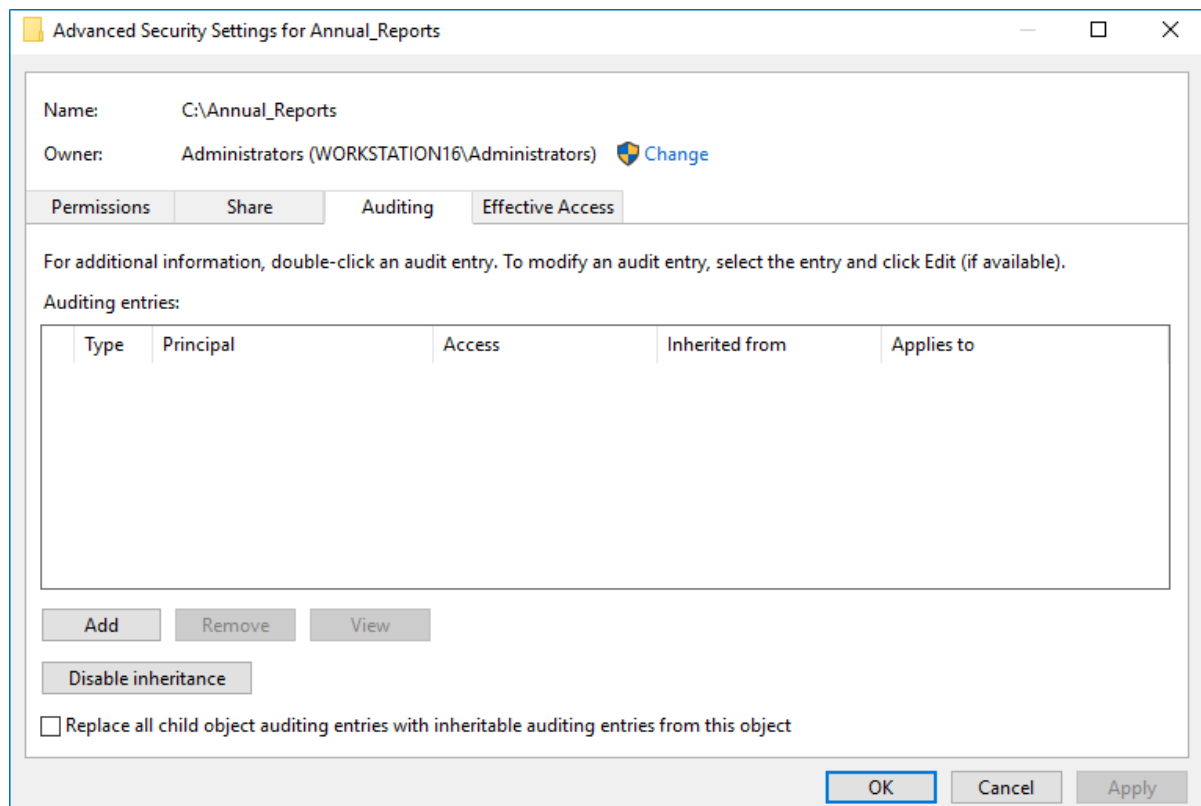 Advanced Security Settings for Annual_Reports
Name: C:\Annual_Reports
Owner: Administrators (WORKSTATION16\Administrators) Change
Permissions Share Auditing Effective Access
For additional information, double-click an audit entry. To modify an audit entry, select the entry and click Edit (if available).
Auditing entries:
Type Principal Access Inherited from Applies to
Add Remove View
Disable inheritance
Replace all child object auditing entries with inheritable auditing entries from this object
OK Cancel Apply